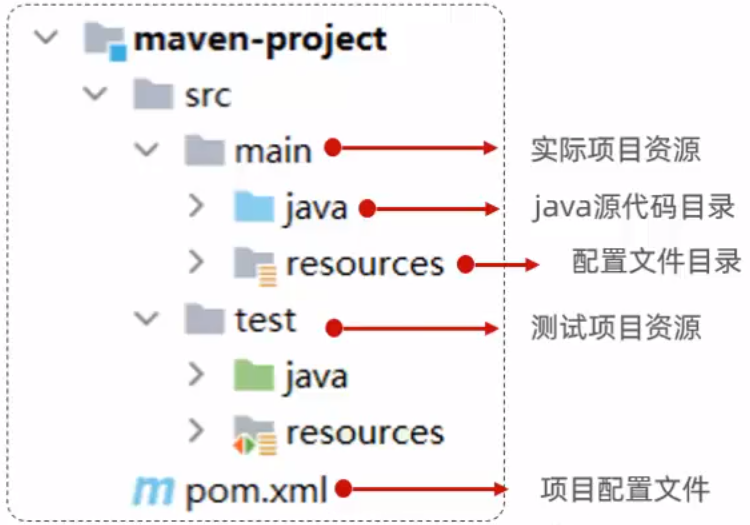 maven-project
src
main 实际项目资源
java java源代码目录
resources 配置文件目录
test 测试项目资源
java
resources
m pom.xml 项目配置文件